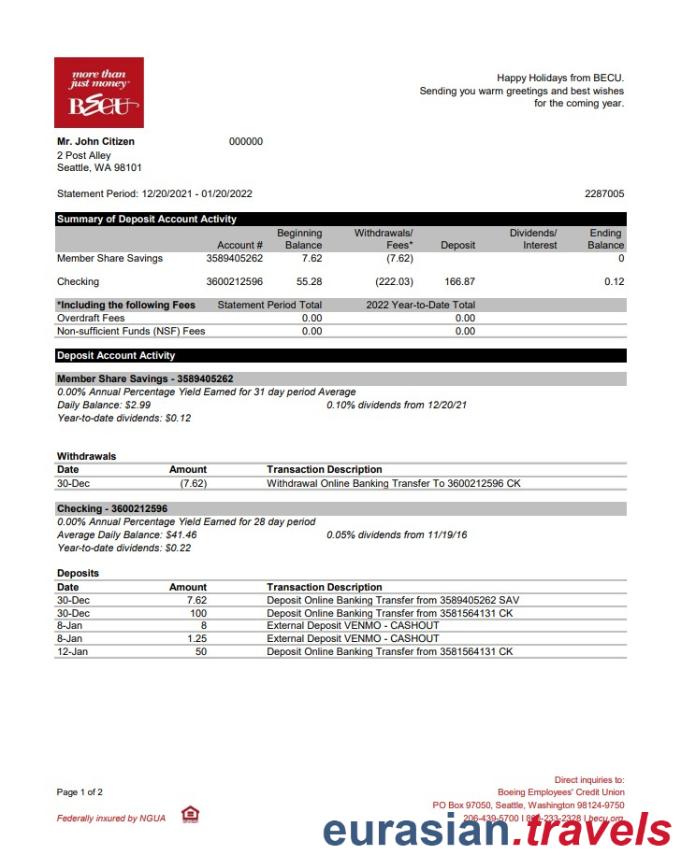 more than
just money
BECU
Happy Holidays from BECU.
Sending you warm greetings and best wishes
for the coming year.
Mr. John Citizen 000000
2 Post Alley
Seattle, WA 98101
Statement Period: 12/20/2021 - 01/20/2022 2287005
Summary of Deposit Account Activity
Beginning Withdrawals/ Dividends/ Ending
Account # Balance Fees* Deposit Interest Balance
Member Share Savings 3589405262 7.62 (7.62) 0
Checking 3600212596 55.28 (222.03) 166.87 0.12
*Including the following Fees Statement Period Total 2022 Year-to-Date Total
Overdraft Fees 0.00 0.00
Non-sufficient Funds (NSF) Fees 0.00 0.00
Deposit Account Activity
Member Share Savings - 3589405262
0.00% Annual Percentage Yield Earned for 31 day period Average
Daily Balance: $2.99 0.10% dividends from 12/20/21
Year-to-date dividends: $0.12
Withdrawals
Date Amount Transaction Description
30-Dec (7.62) Withdrawal Online Banking Transfer To 3600212596 CK
Checking - 3600212596
0.00% Annual Percentage Yield Earned for 28 day period
Average Daily Balance: $41.46 0.05% dividends from 11/19/16
Year-to-date dividends: $0.22
Deposits
Date Amount Transaction Description
30-Dec 7.62 Deposit Online Banking Transfer from 3589405262 SAV
30-Dec 100 Deposit Online Banking Transfer from 3581564131 CK
8-Jan 8 External Deposit VENMO - CASHOUT
8-Jan 1.25 External Deposit VENMO - CASHOUT
12-Jan 50 Deposit Online Banking Transfer from 3581564131 CK
Direct inquiries to:
Page 1 of 2 Boeing Employees' Credit Union
PO Box 97050, Seattle, Washington 98124-9750
Federally insured by NGUA 206-439-5700 I 233-2328 I becu.org
eurasian.travels